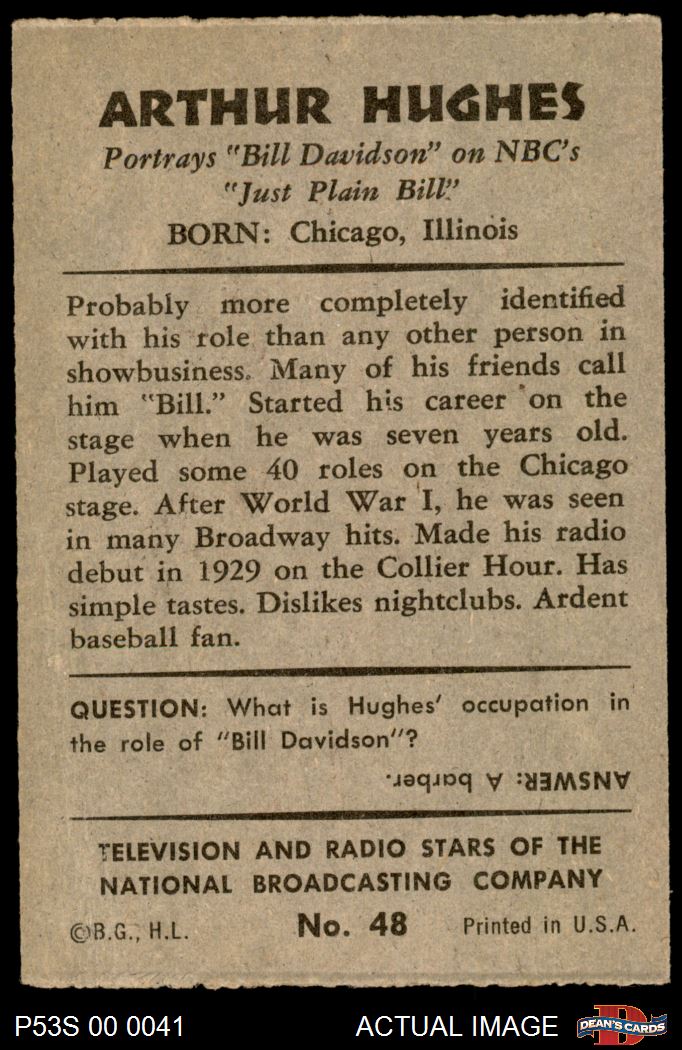 ARTHUR HUGHES
Portrays "Bill Davidson" on NBC's
"Just Plain Bill"
BORN: Chicago, Illinois
Probably more completely identified
with his role than any other person in
showbusiness. Many of his friends call
him "Bill." Started his career on the
stage when he was seven years old.
Played some 40 roles on the Chicago
stage. After World War I, he was seen
in many Broadway hits. Made his radio
debut in 1929 on the Collier Hour. Has
simple tastes. Dislikes nightclubs. Ardent
baseball fan.
QUESTION: What is Hughes' occupation in
the role of "Bill Davidson"?
ANSWER: A barber.
TELEVISION AND RADIO STARS OF THE
NATIONAL BROADCASTING COMPANY
©B.G., H.L. No. 48 Printed in U.S.A.
P53S 00 0041 ACTUAL IMAGE DEAN'S CARDS